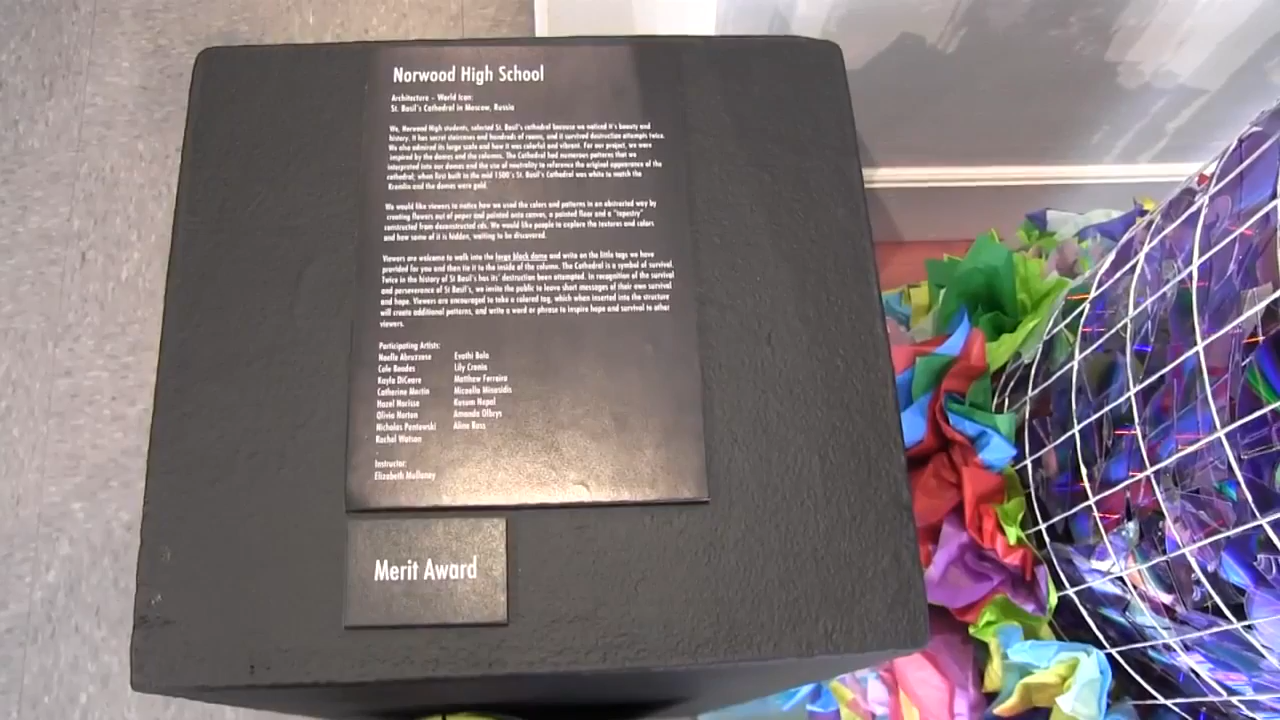 Norwood High School
Architecture - World Icon:
St. Basil's Cathedral in Moscow, Russia
We, Norwood High students, selected St. Basil's cathedral because we noticed it's beauty and
history. It has secret staircases and hundreds of rooms, and it survived destruction attempts twice.
We also admired its large scale and how it was colorful and vibrant. For our project, we were
inspired by the domes and the columns. The Cathedral had numerous patterns that we
interpreted into our domes and the use of neutrality to reference the original appearance of the
cathedral; when first built in the mid 1500's St. Basil's Cathedral was white to match the
Kremlin and the domes were gold.
We would like viewers to notice how we used the colors and patterns in an abstracted way by
creating flowers out of paper and painted onto canvas, a painted floor and a "tapestry"
constructed from deconstructed cds. We would like people to explore the textures and colors
and how some of it is hidden, waiting to be discovered.
Viewers are welcome to walk into the large black dome and write on the little tags we have
provided for you and then tie it to the inside of the column. The Cathedral is a symbol of survival.
Twice in the history of St Basil's has its' destruction been attempted. In recognition of the survival
and perseverance of St Basil's, we invite the public to leave short messages of their own survival
and hope. Viewers are encouraged to take a colored tag, which when inserted into the structure
will create additional patterns, and write a word or phrase to inspire hope and survival to other
viewers.
Participating Artists:
Noelle Abruzzese Evathi Bala
Cole Boades Lily Cronin
Kayla DiCesare Matthew Ferreira
Catherine Martin Micaella Minasidis
Hazel Narisse Kusum Nepal
Olivia Norton Amanda Olbrys
Nicholas Pentowski Aline Ross
Rachel Watson
Instructor:
Elizabeth Mullaney
Merit Award